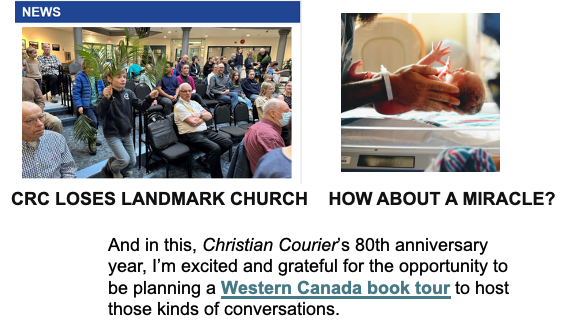 NEWS
CRC LOSES LANDMARK CHURCH
HOW ABOUT A MIRACLE?
And in this, Christian Courier's 80th anniversary
year, I'm excited and grateful for the opportunity to
be planning a Western Canada book tour to host
those kinds of conversations.